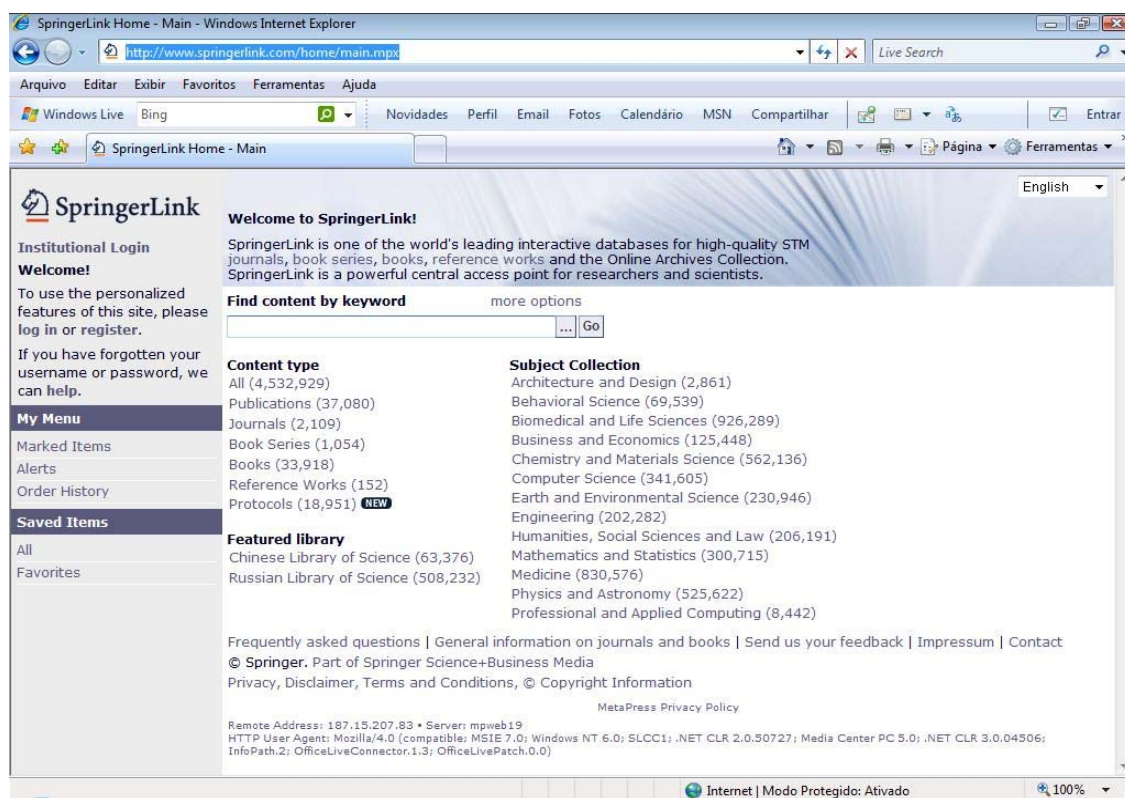 SpringerLink Home - Main - Windows Internet Explorer
http://www.springerlink.com/home/main.mpx
Live Search
Arquivo Editar Exibir Favoritos Ferramentas Ajuda
Windows Live Bing Novidades Perfil Email Fotos Calendário MSN Compartilhar Entrar
SpringerLink Home - Main Página Ferramentas
English
SpringerLink
Institutional Login
Welcome!
To use the personalized
features of this site, please
log in or register.
If you have forgotten your
username or password, we
can help.
My Menu
Marked Items
Alerts
Order History
Saved Items
All
Favorites
Welcome to SpringerLink!
SpringerLink is one of the world's leading interactive databases for high-quality STM
journals, book series, books, reference works and the Online Archives Collection.
SpringerLink is a powerful central access point for researchers and scientists.
Find content by keyword more options
... Go
Content type
All (4,532,929)
Publications (37,080)
Journals (2,109)
Book Series (1,054)
Books (33,918)
Reference Works (152)
Protocols (18,951) NEW
Featured library
Chinese Library of Science (63,376)
Russian Library of Science (508,232)
Subject Collection
Architecture and Design (2,861)
Behavioral Science (69,539)
Biomedical and Life Sciences (926,289)
Business and Economics (125,448)
Chemistry and Materials Science (562,136)
Computer Science (341,605)
Earth and Environmental Science (230,946)
Engineering (202,282)
Humanities, Social Sciences and Law (206,191)
Mathematics and Statistics (300,715)
Medicine (830,576)
Physics and Astronomy (525,622)
Professional and Applied Computing (8,442)
Frequently asked questions | General information on journals and books | Send us your feedback | Impressum | Contact
© Springer. Part of Springer Science+Business Media
Privacy, Disclaimer, Terms and Conditions, © Copyright Information
MetaPress Privacy Policy
Remote Address: 187.15.207.83 • Server: mpweb19
HTTP User Agent: Mozilla/4.0 (compatible; MSIE 7.0; Windows NT 6.0; SLCC1; .NET CLR 2.0.50727; Media Center PC 5.0; .NET CLR 3.0.04506;
InfoPath.2; OfficeLiveConnector.1.3; OfficeLivePatch.0.0)
Internet | Modo Protegido: Ativado 100%